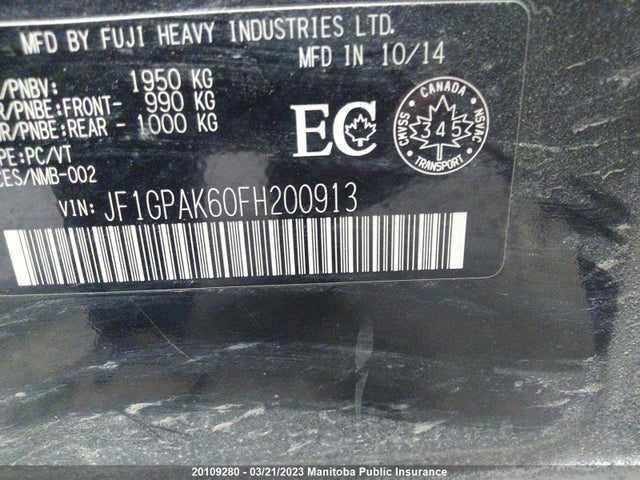 MFD BY FUJI HEAVY INDUSTRIES LTD.
MFD IN 10/14
/PNBV: 1950 KG
R/PNBE:FRONT- 990 KG
R/PNBE:REAR - 1000 KG
EC
CANADA
CMVSS
345
NSVAC
TRANSPORT
PE:PC/VT
CES/NMB-002
VIN: JF1GPAK60FH200913
20109280 - 03/21/2023 Manitoba Public Insurance